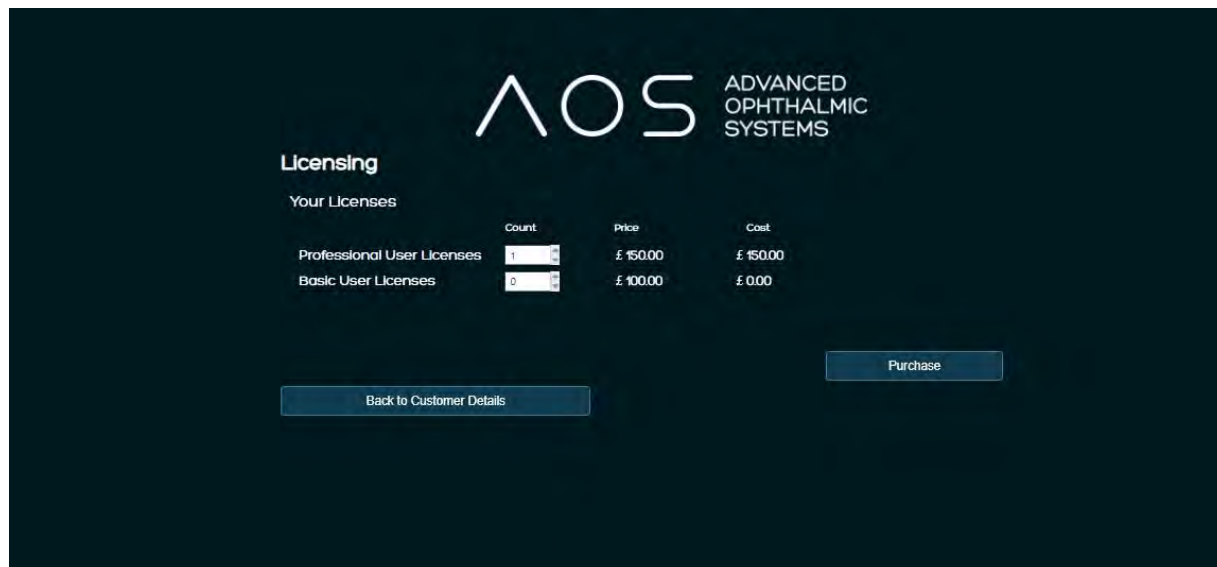 AOS ADVANCED
OPHTHALMIC
SYSTEMS
Licensing
Your Licenses
Count Price Cost
Professional User Licenses 1 £ 150.00 £ 150.00
Basic User Licenses 0 £ 100.00 £ 0.00
Purchase
Back to Customer Details